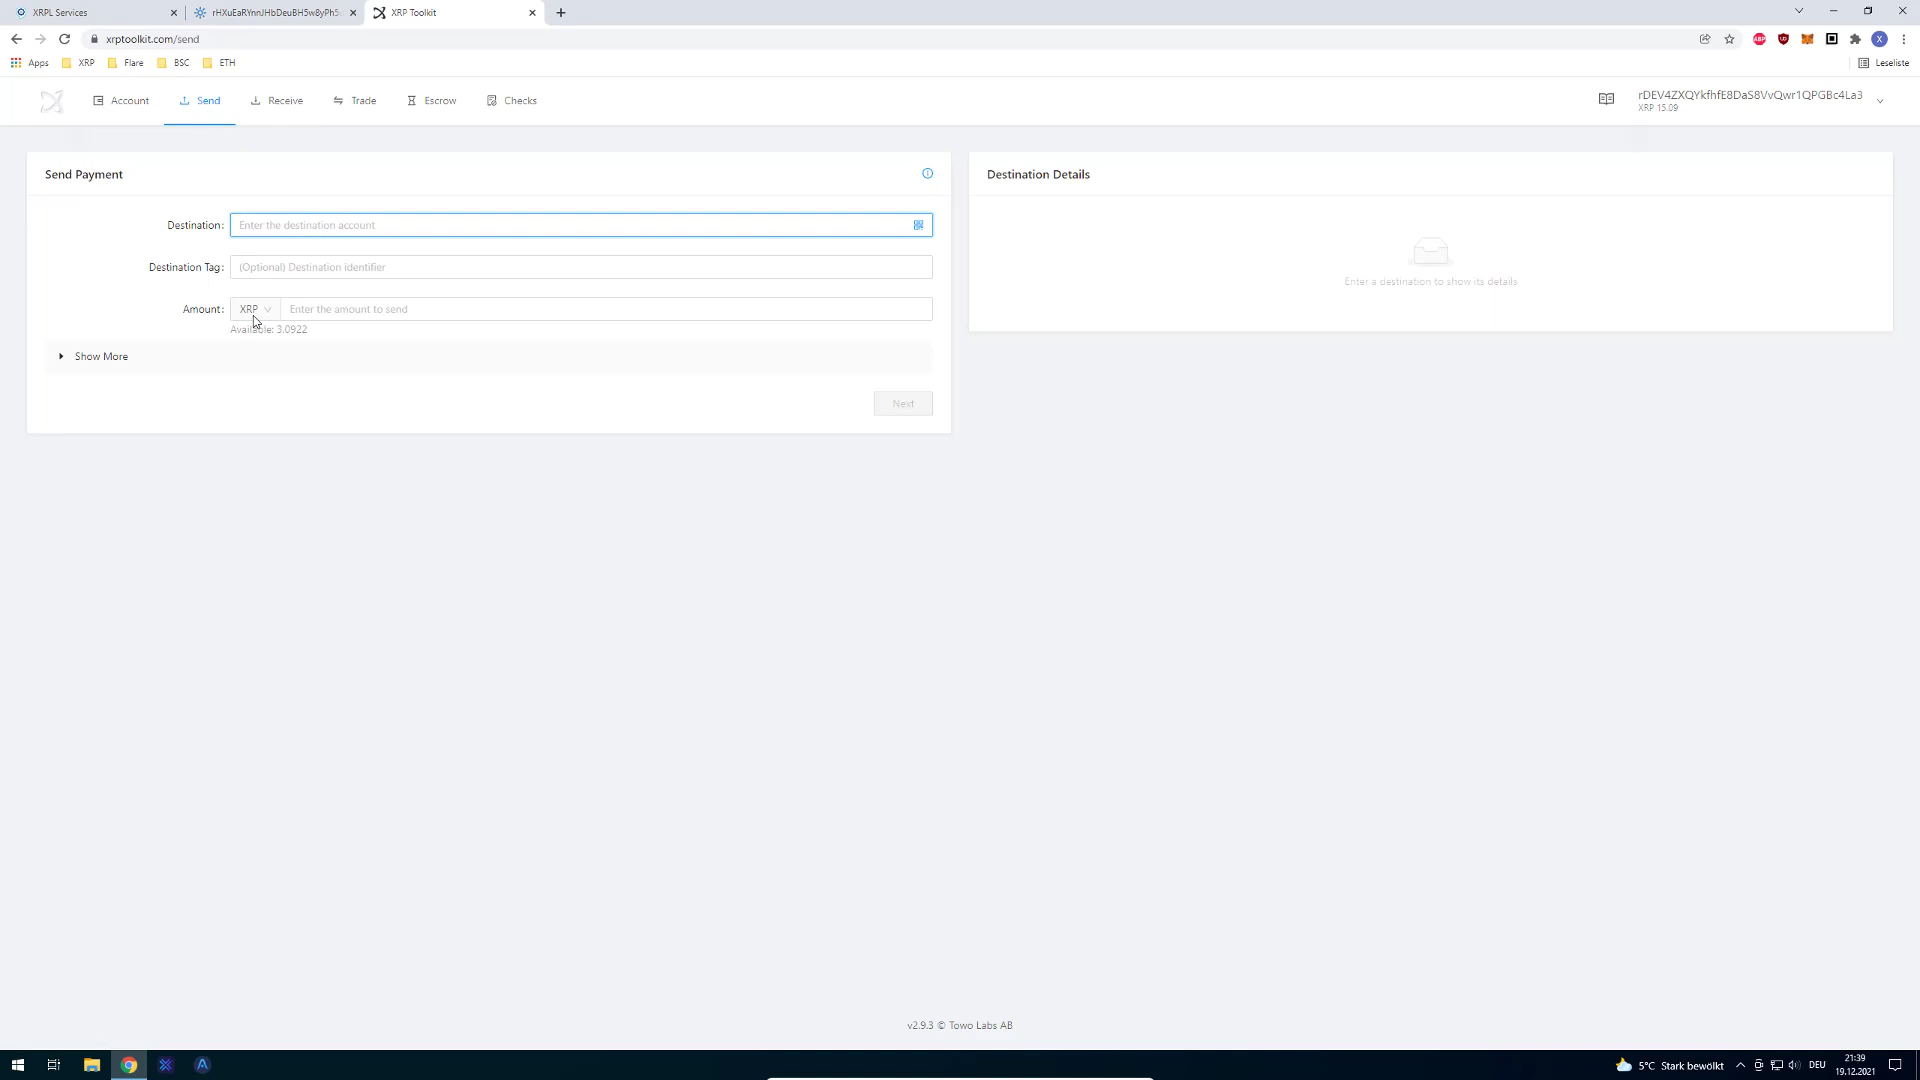 XRPL Services
rHXuEaRYnnJHbDeuBH5w8yPh5
XRP Toolkit
xrptoolkit.com/send
ABP
X
Apps
XRP
Flare
BSC
ETH
Leseliste
Account
Send
Receive
Trade
Escrow
Checks
rDEV4ZXQYkfhfE8DaS8VvQwr1QPGBc4La3
XRP 15.09
Send Payment
Destination:
Enter the destination account
Destination Tag:
(Optional) Destination identifier
Amount:
XRP
Enter the amount to send
Available: 3.0922
Show More
Next
Destination Details
Enter a destination to show its details
v2.9.3 © Towo Labs AB
5°C Stark bewölkt
DEU
21:39
19.12.2021